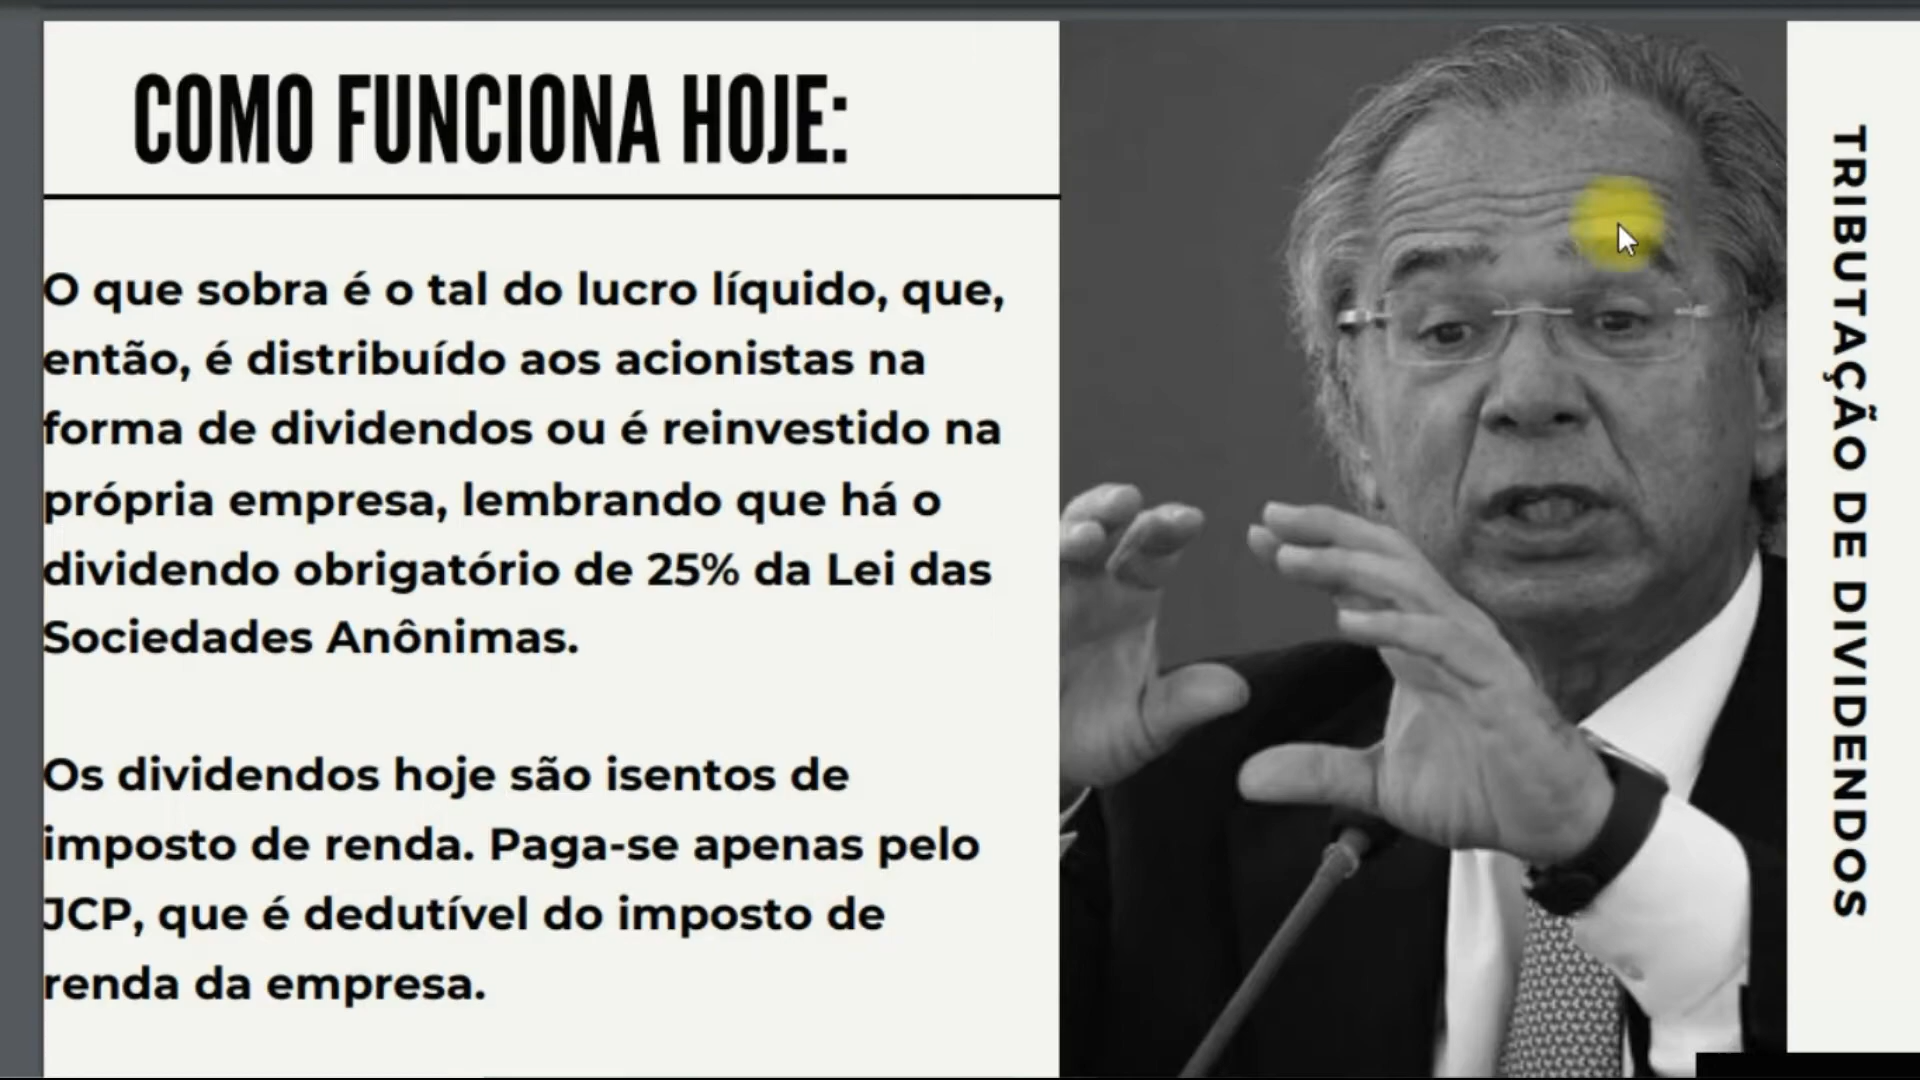 COMO FUNCIONA HOJE:
O que sobra é o tal do lucro líquido, que,
então, é distribuído aos acionistas na
forma de dividendos ou é reinvestido na
própria empresa, lembrando que há o
dividendo obrigatório de 25% da Lei das
Sociedades Anônimas.
Os dividendos hoje são isentos de
imposto de renda. Paga-se apenas pelo
JCP, que é dedutível do imposto de
renda da empresa.
TRIBUTAÇÃO DE DIVIDENDOS